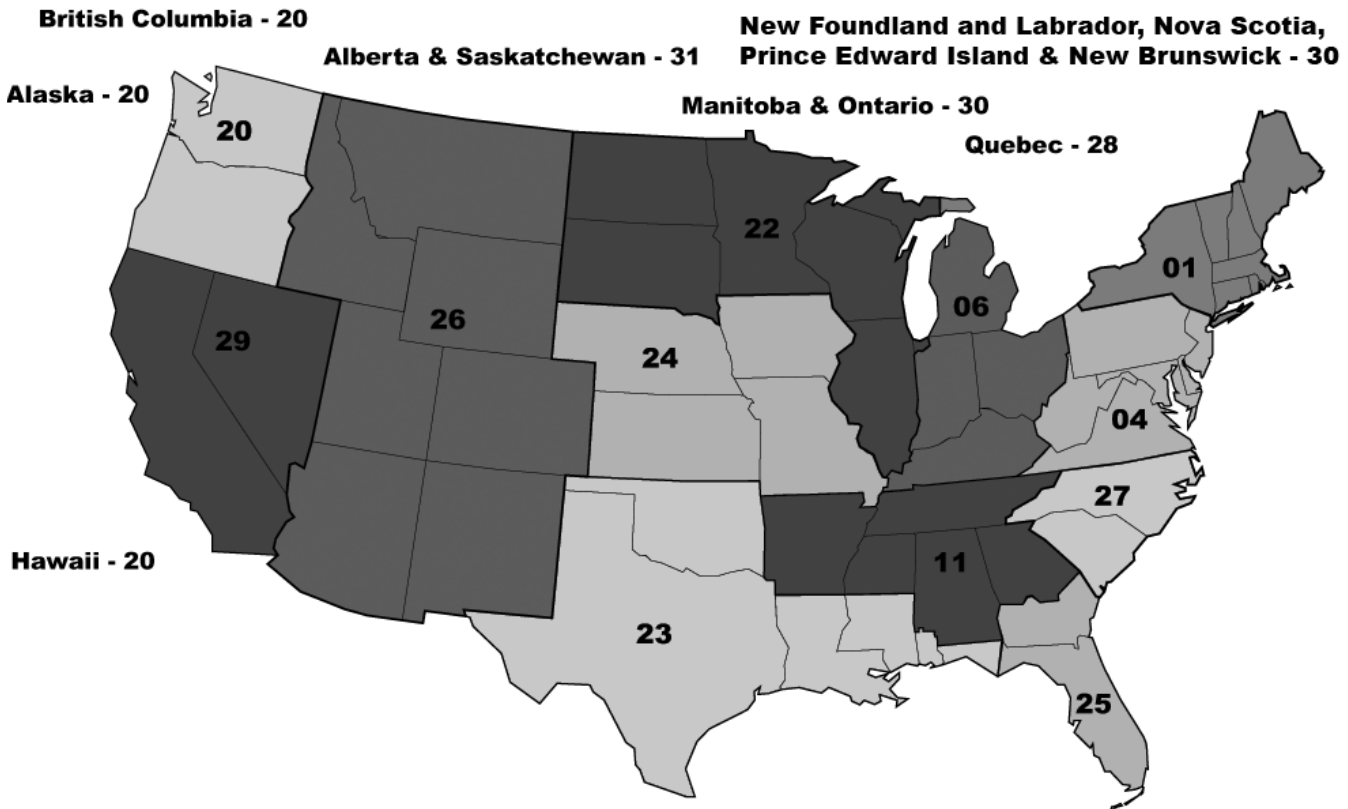 British Columbia - 20
New Foundland and Labrador, Nova Scotia,
Prince Edward Island & New Brunswick - 30
Alberta & Saskatchewan - 31
Alaska - 20
Manitoba & Ontario - 30
Quebec - 28
20
22
01
26
29
06
24
04
27
Hawaii - 20
11
23
25